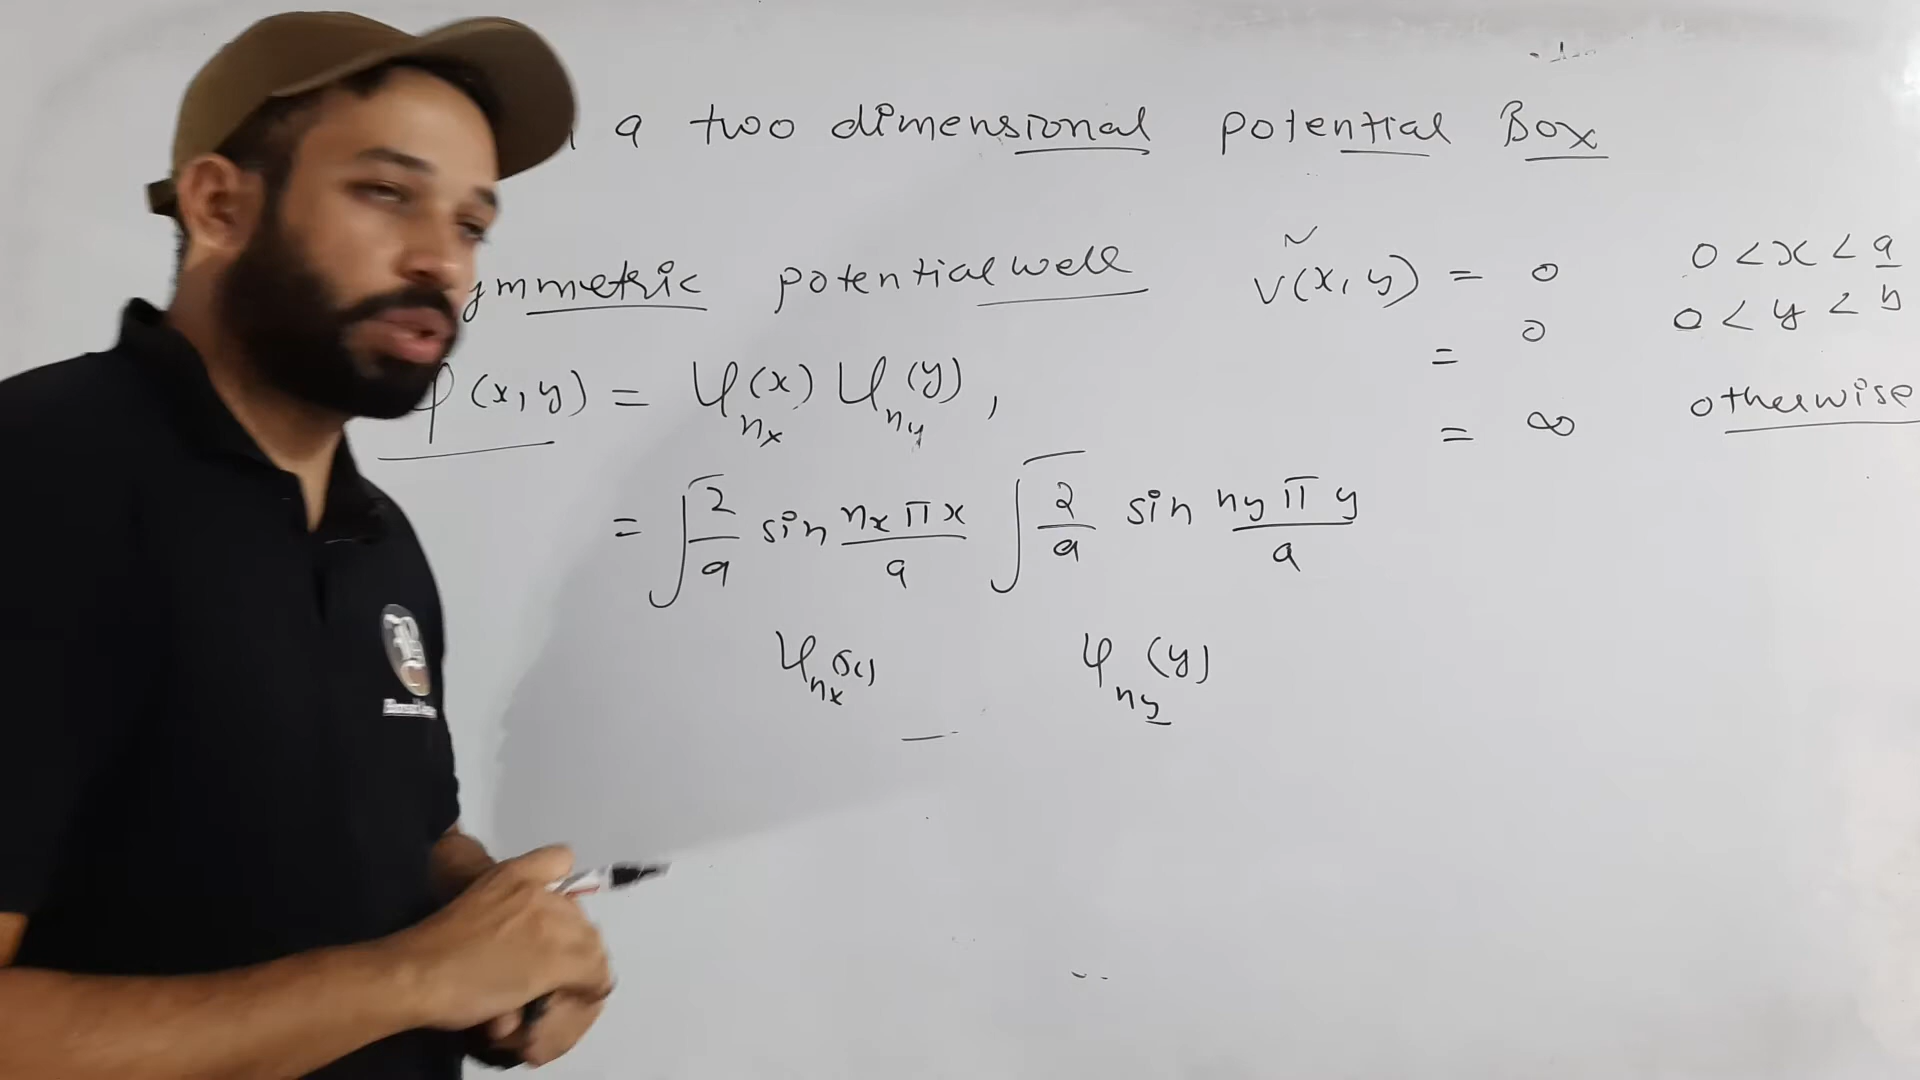 a two dimensional potential Box
ymmetric potential well V(x, y) = 0 0 < x < a
= 0 0 < y < b
φ(x, y) = ψnx(x) ψny(y), = ∞ otherwise
= √2/a sin nxπx/a √2/a sin nyπy/a
ψnx(x) ψny(y)